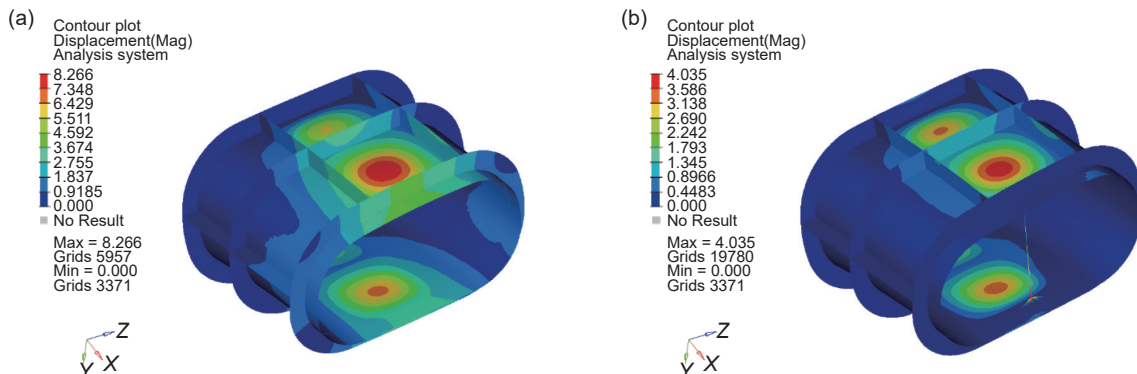 (a)
Contour plot
Displacement(Mag)
Analysis system
8.266
7.348
6.429
5.511
4.592
3.674
2.755
1.837
0.9185
0.000
No Result
Max = 8.266
Grids 5957
Min = 0.000
Grids 3371
Z
Y X
(b)
Contour plot
Displacement(Mag)
Analysis system
4.035
3.586
3.138
2.690
2.242
1.793
1.345
0.8966
0.4483
0.000
No Result
Max = 4.035
Grids 19780
Min = 0.000
Grids 3371
Z
Y X